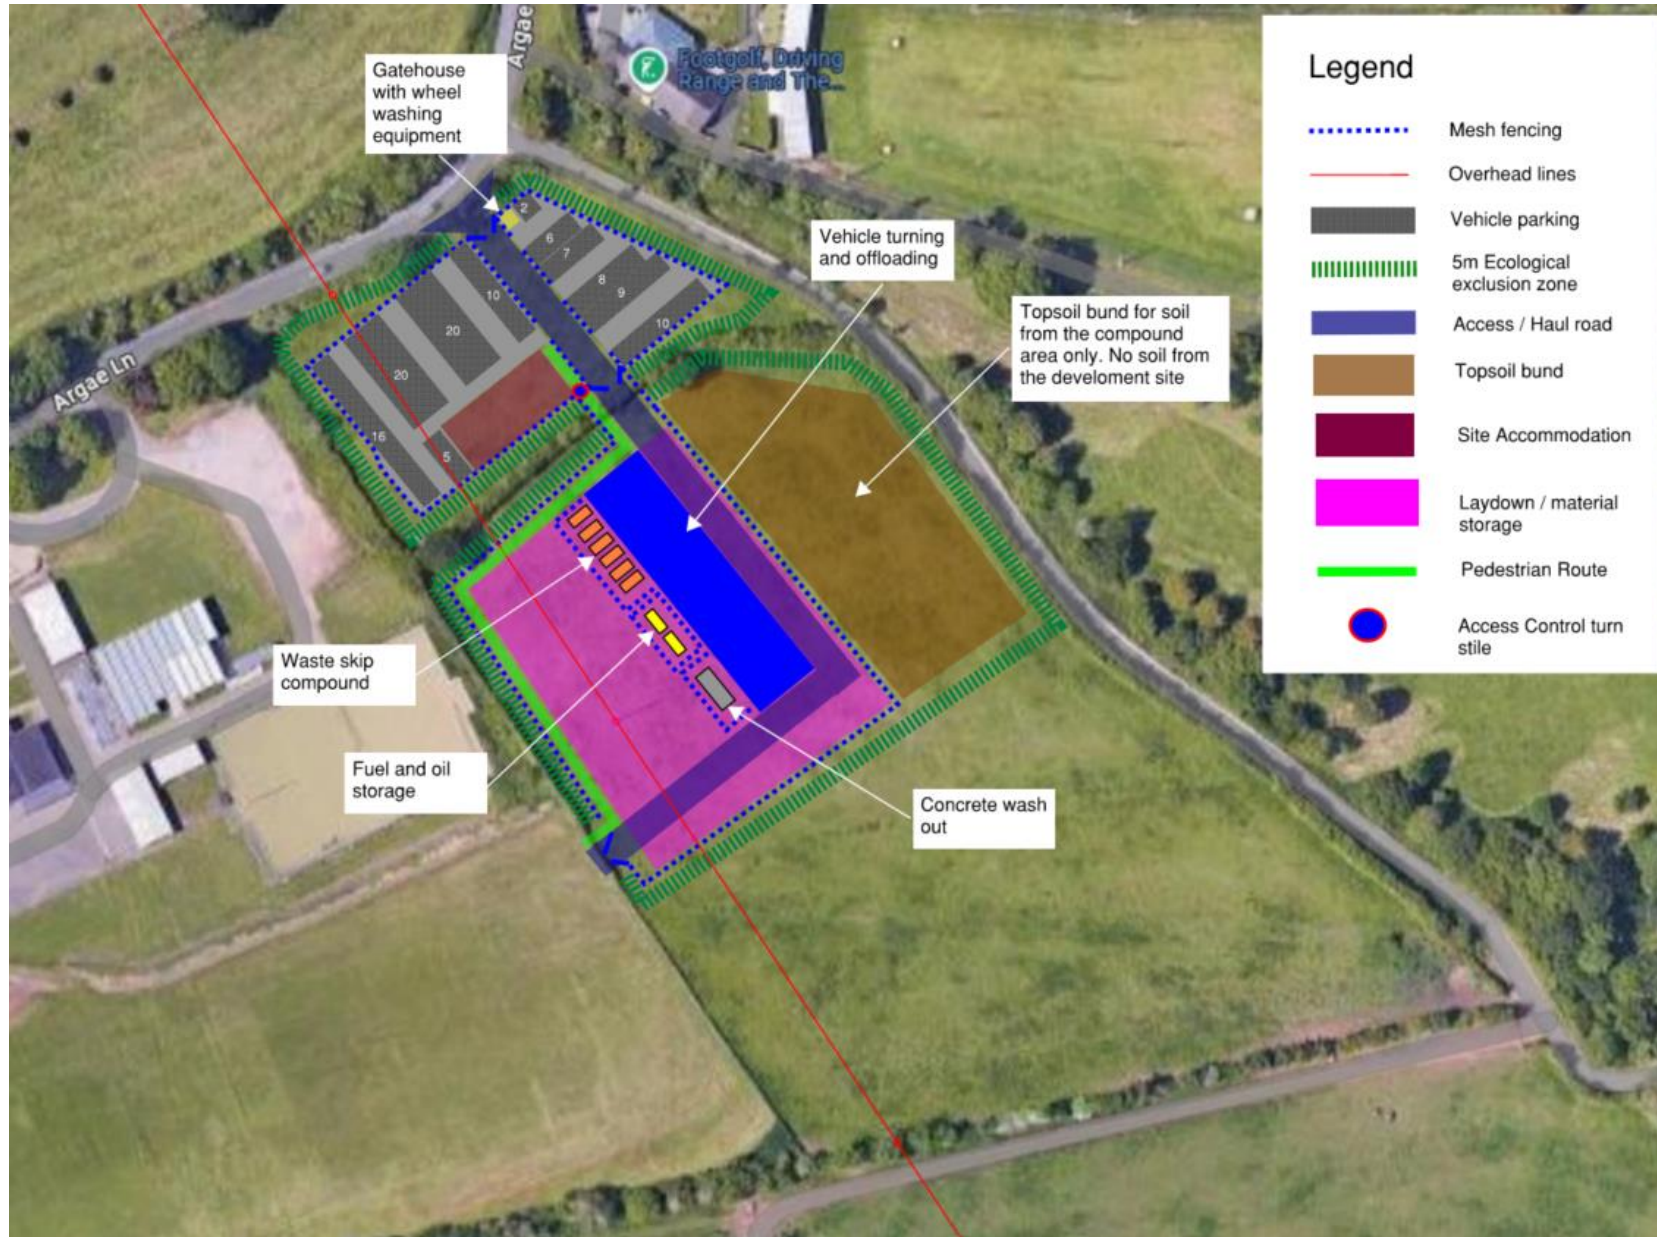 Argae
Footgolf, Driving
Range and The...
Gatehouse
with wheel
washing
equipment
2
6
7
8
9
10
10
20
20
16
5
Argae Ln
Vehicle turning
and offloading
Topsoil bund for soil
from the compound
area only. No soil from
the develoment site
Waste skip
compound
Fuel and oil
storage
Concrete wash
out
Legend
Mesh fencing
Overhead lines
Vehicle parking
5m Ecological
exclusion zone
Access / Haul road
Topsoil bund
Site Accommodation
Laydown / material
storage
Pedestrian Route
Access Control turn
stile